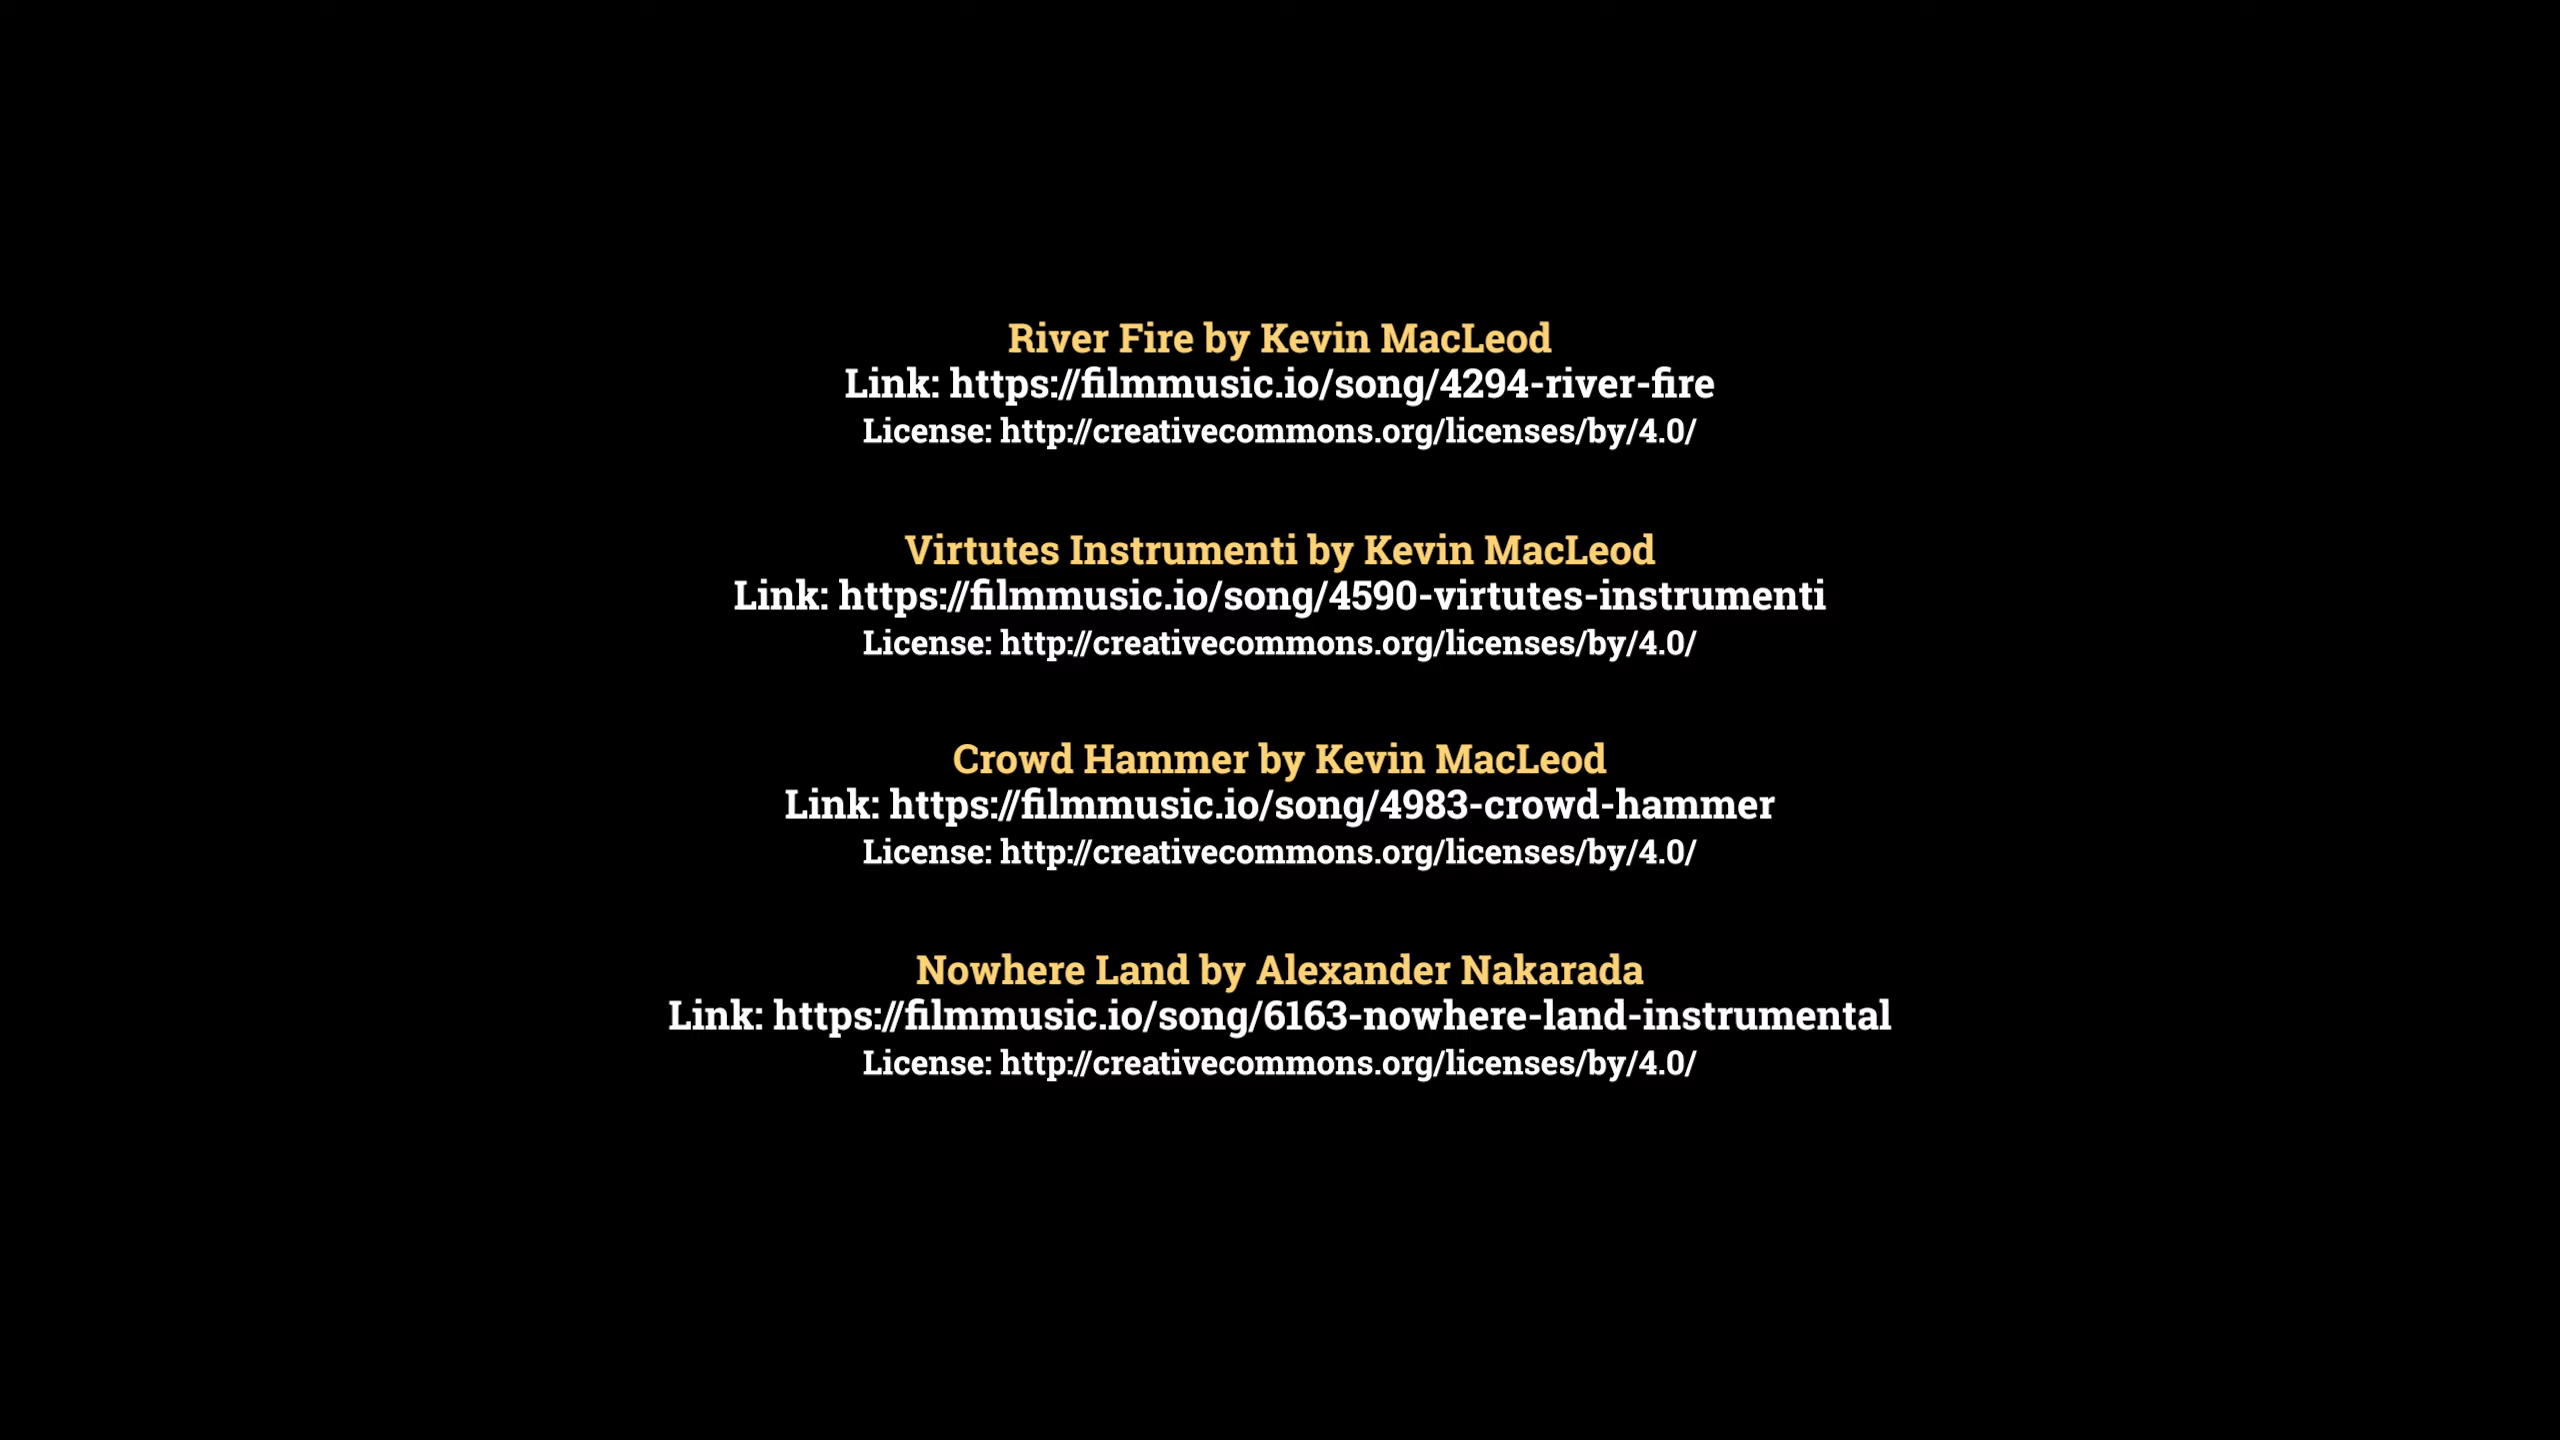 River Fire by Kevin MacLeod
Link: https://filmmusic.io/song/4294-river-fire
License: http://creativecommons.org/licenses/by/4.0/
Virtutes Instrumenti by Kevin MacLeod
Link: https://filmmusic.io/song/4590-virtutes-instrumenti
License: http://creativecommons.org/licenses/by/4.0/
Crowd Hammer by Kevin MacLeod
Link: https://filmmusic.io/song/4983-crowd-hammer
License: http://creativecommons.org/licenses/by/4.0/
Nowhere Land by Alexander Nakarada
Link: https://filmmusic.io/song/6163-nowhere-land-instrumental
License: http://creativecommons.org/licenses/by/4.0/